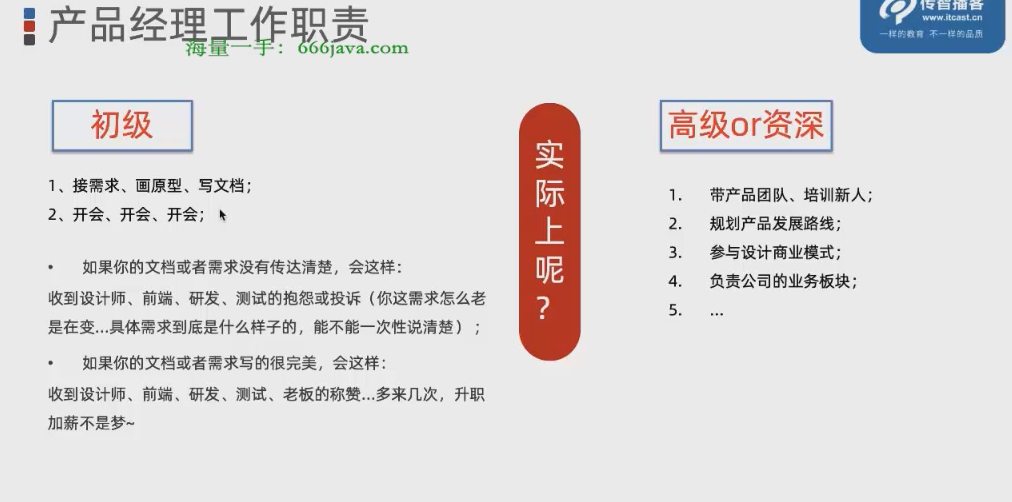 产品经理工作职责
海量一手：666java.com
传智播客
www.itcast.cn
一样的教育 不一样的品质
初级
1、接需求、画原型、写文档；
2、开会、开会、开会；
• 如果你的文档或者需求没有传达清楚，会这样：
收到设计师、前端、研发、测试的抱怨或投诉（你这需求怎么老
是在变...具体需求到底是什么样子的，能不能一次性说清楚）；
• 如果你的文档或者需求写的很完美，会这样：
收到设计师、前端、研发、测试、老板的称赞...多来几次，升职
加薪不是梦~
实际上呢？
高级or资深
1. 带产品团队、培训新人；
2. 规划产品发展路线；
3. 参与设计商业模式；
4. 负责公司的业务板块；
5. ...